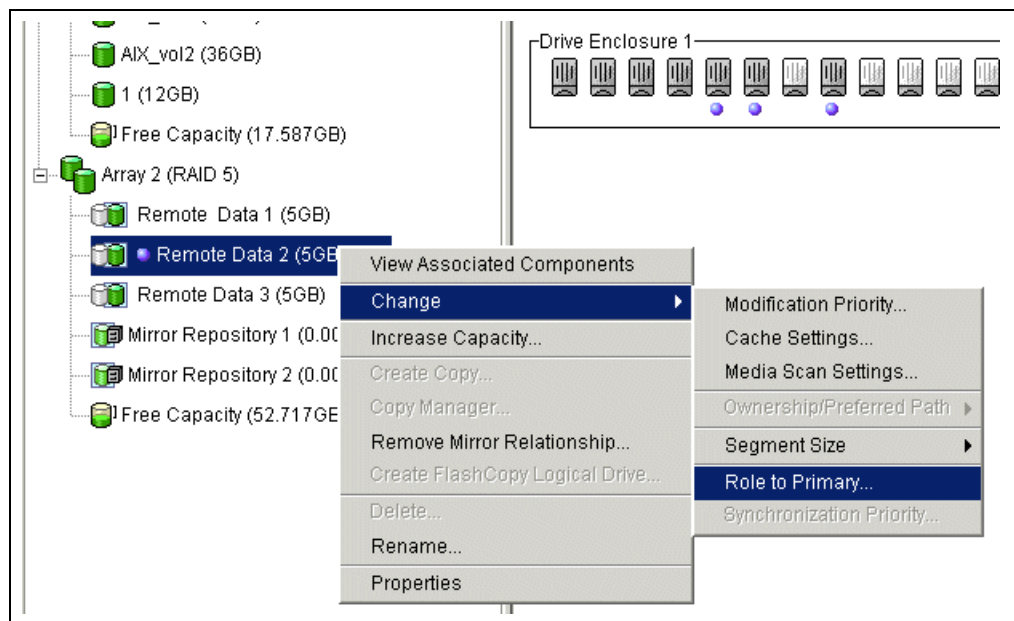 AIX_vol2 (36GB)
1 (12GB)
Free Capacity (17.587GB)
Array 2 (RAID 5)
Remote Data 1 (5GB)
Remote Data 2 (5GB
Remote Data 3 (5GB)
Mirror Repository 1 (0.00
Mirror Repository 2 (0.00
Free Capacity (52.717GB
Drive Enclosure 1
View Associated Components
Change
Increase Capacity...
Create Copy...
Copy Manager...
Remove Mirror Relationship...
Create FlashCopy Logical Drive...
Delete...
Rename...
Properties
Modification Priority...
Cache Settings...
Media Scan Settings...
Ownership/Preferred Path
Segment Size
Role to Primary...
Synchronization Priority...